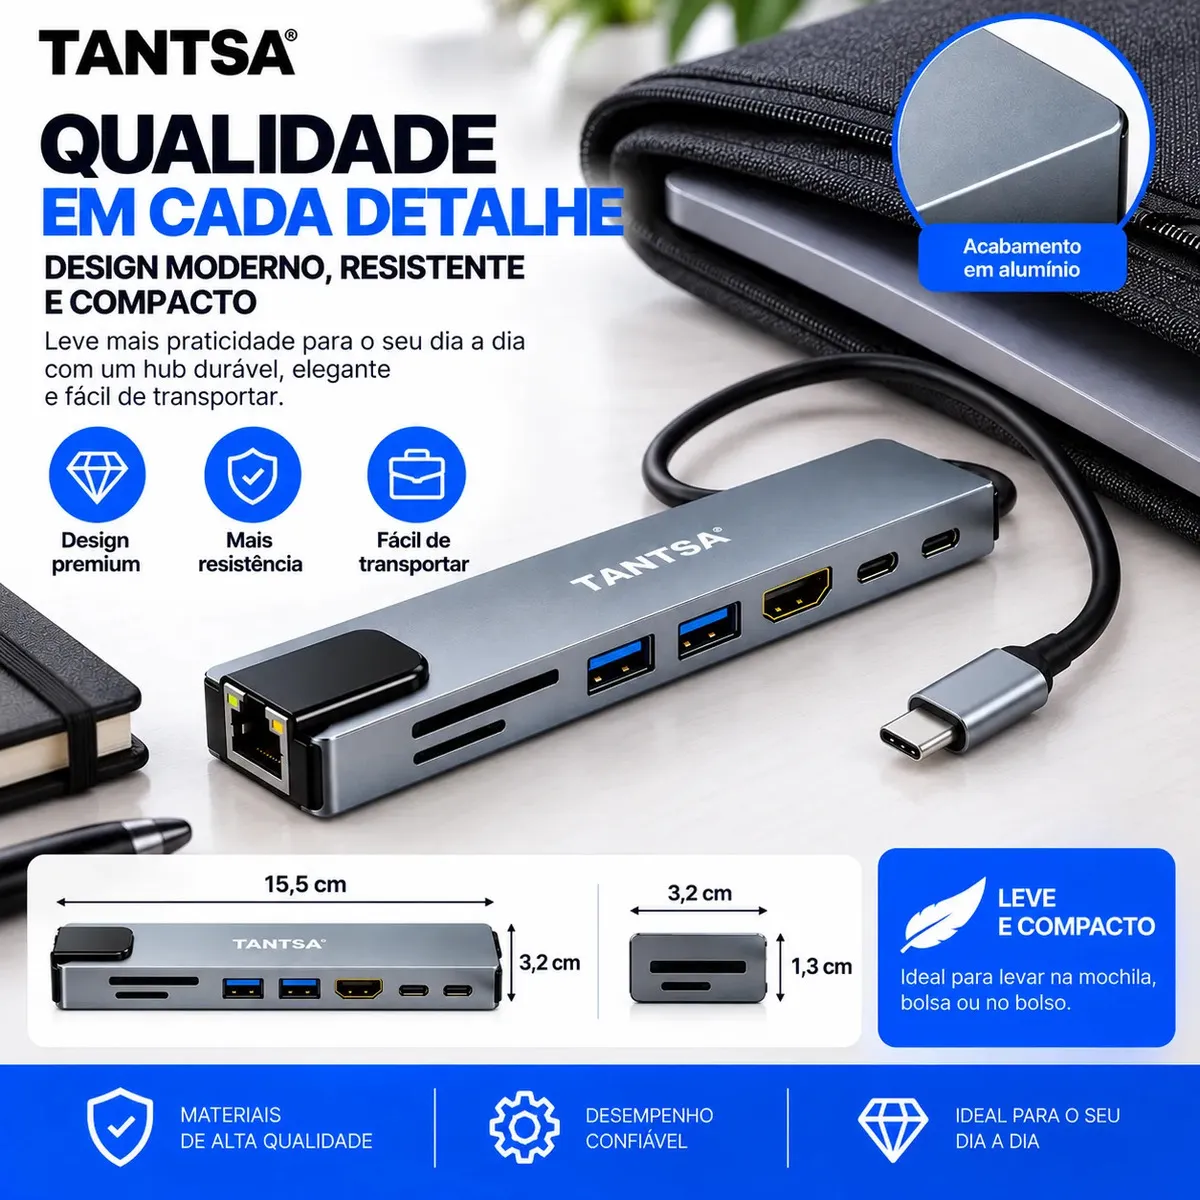 TANTSA®
QUALIDADE
EM CADA DETALHE
DESIGN MODERNO, RESISTENTE
E COMPACTO
Leve mais praticidade para o seu dia a dia
com um hub durável, elegante
e fácil de transportar.
Design
premium
Mais
resistência
Fácil de
transportar
Acabamento
em alumínio
TANTSA®
15,5 cm
TANTSA®
3,2 cm
3,2 cm
1,3 cm
LEVE
E COMPACTO
Ideal para levar na mochila,
bolsa ou no bolso.
MATERIAIS
DE ALTA QUALIDADE
DESEMPENHO
CONFIÁVEL
IDEAL PARA O SEU
DIA A DIA